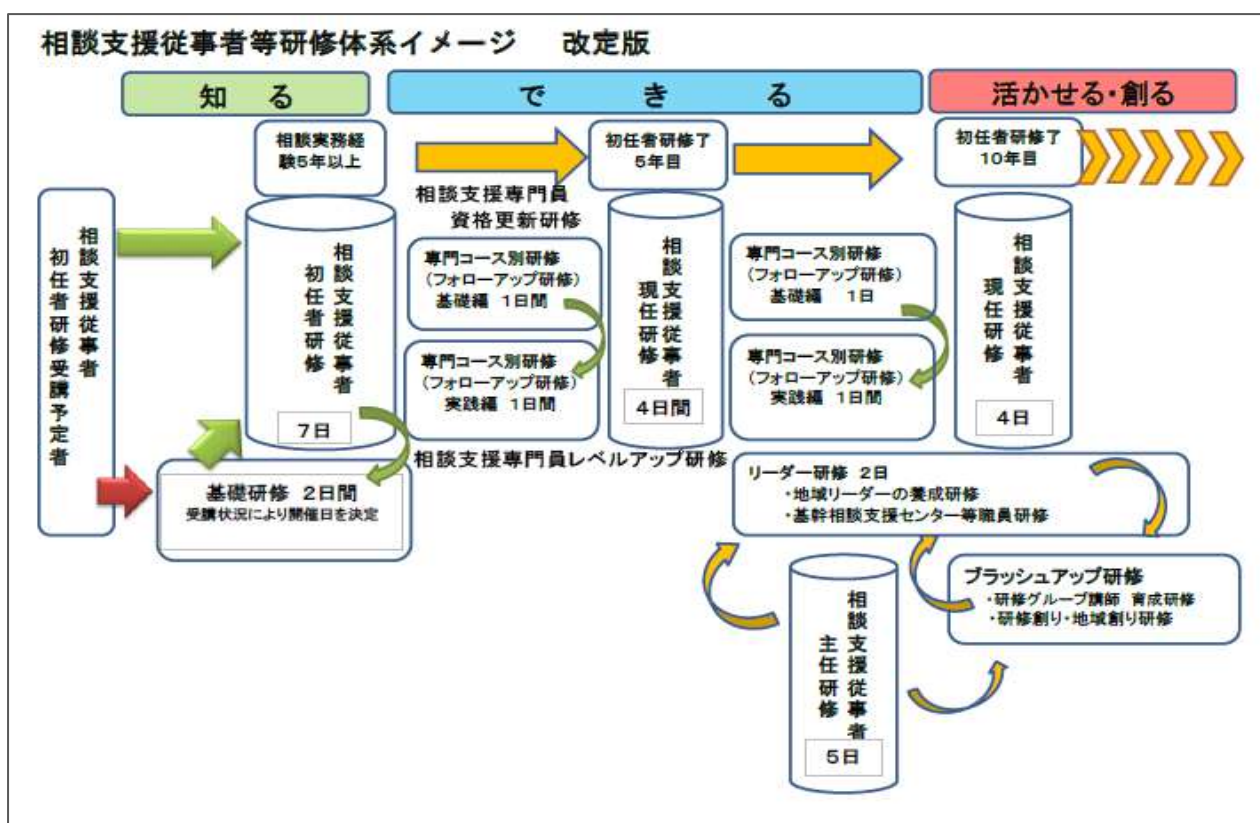 相談支援従事者等研修体系イメージ　改定版
知　る
で　き　る
活かせる・創る
相談実務経
験5年以上
初任者研修了
5年目
初任者研修了
10年目
相談支援専門員
資格更新研修
相談支援従事者
初任者研修受講予定者
相談支援従事者
初任者研修
7日
専門コース別研修
（フォローアップ研修）
基礎編　1日間
専門コース別研修
（フォローアップ研修）
実践編　1日間
相談支援従事者
現任研修
4日間
専門コース別研修
（フォローアップ研修）
基礎編　1日
専門コース別研修
（フォローアップ研修）
実践編　1日間
相談支援従事者
現任研修
4日
相談支援専門員レベルアップ研修
基礎研修　2日間
受講状況により開催日を決定
リーダー研修　2日
・地域リーダーの養成研修
・基幹相談支援センター等職員研修
ブラッシュアップ研修
・研修グループ講師 育成研修
・研修創り・地域創り研修
相談支援従事者
主任研修
5日